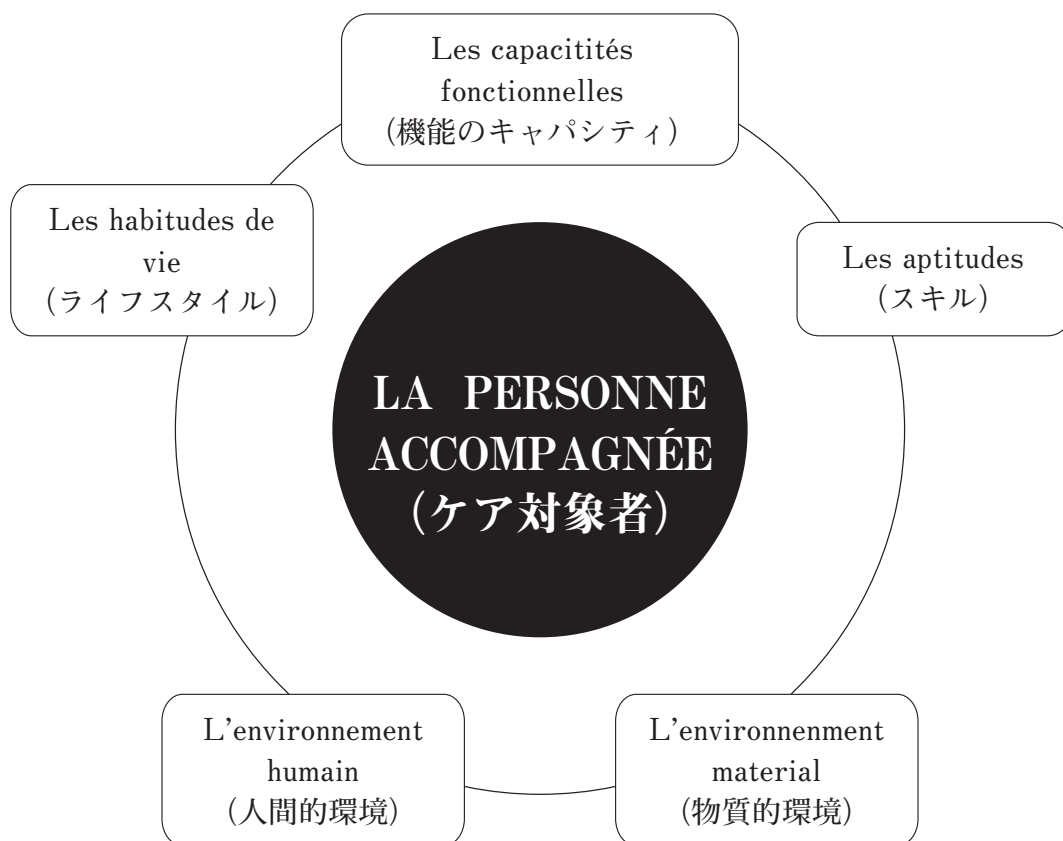 Les capacitités
fonctionnelles
(機能のキャパシティ)
Les habitudes de
vie
(ライフスタイル)
Les aptitudes
(スキル)
LA PERSONNE
ACCOMPAGNÉE
(ケア対象者)
L'environnement
humain
(人間的環境)
L'environnenment
material
(物質的環境)